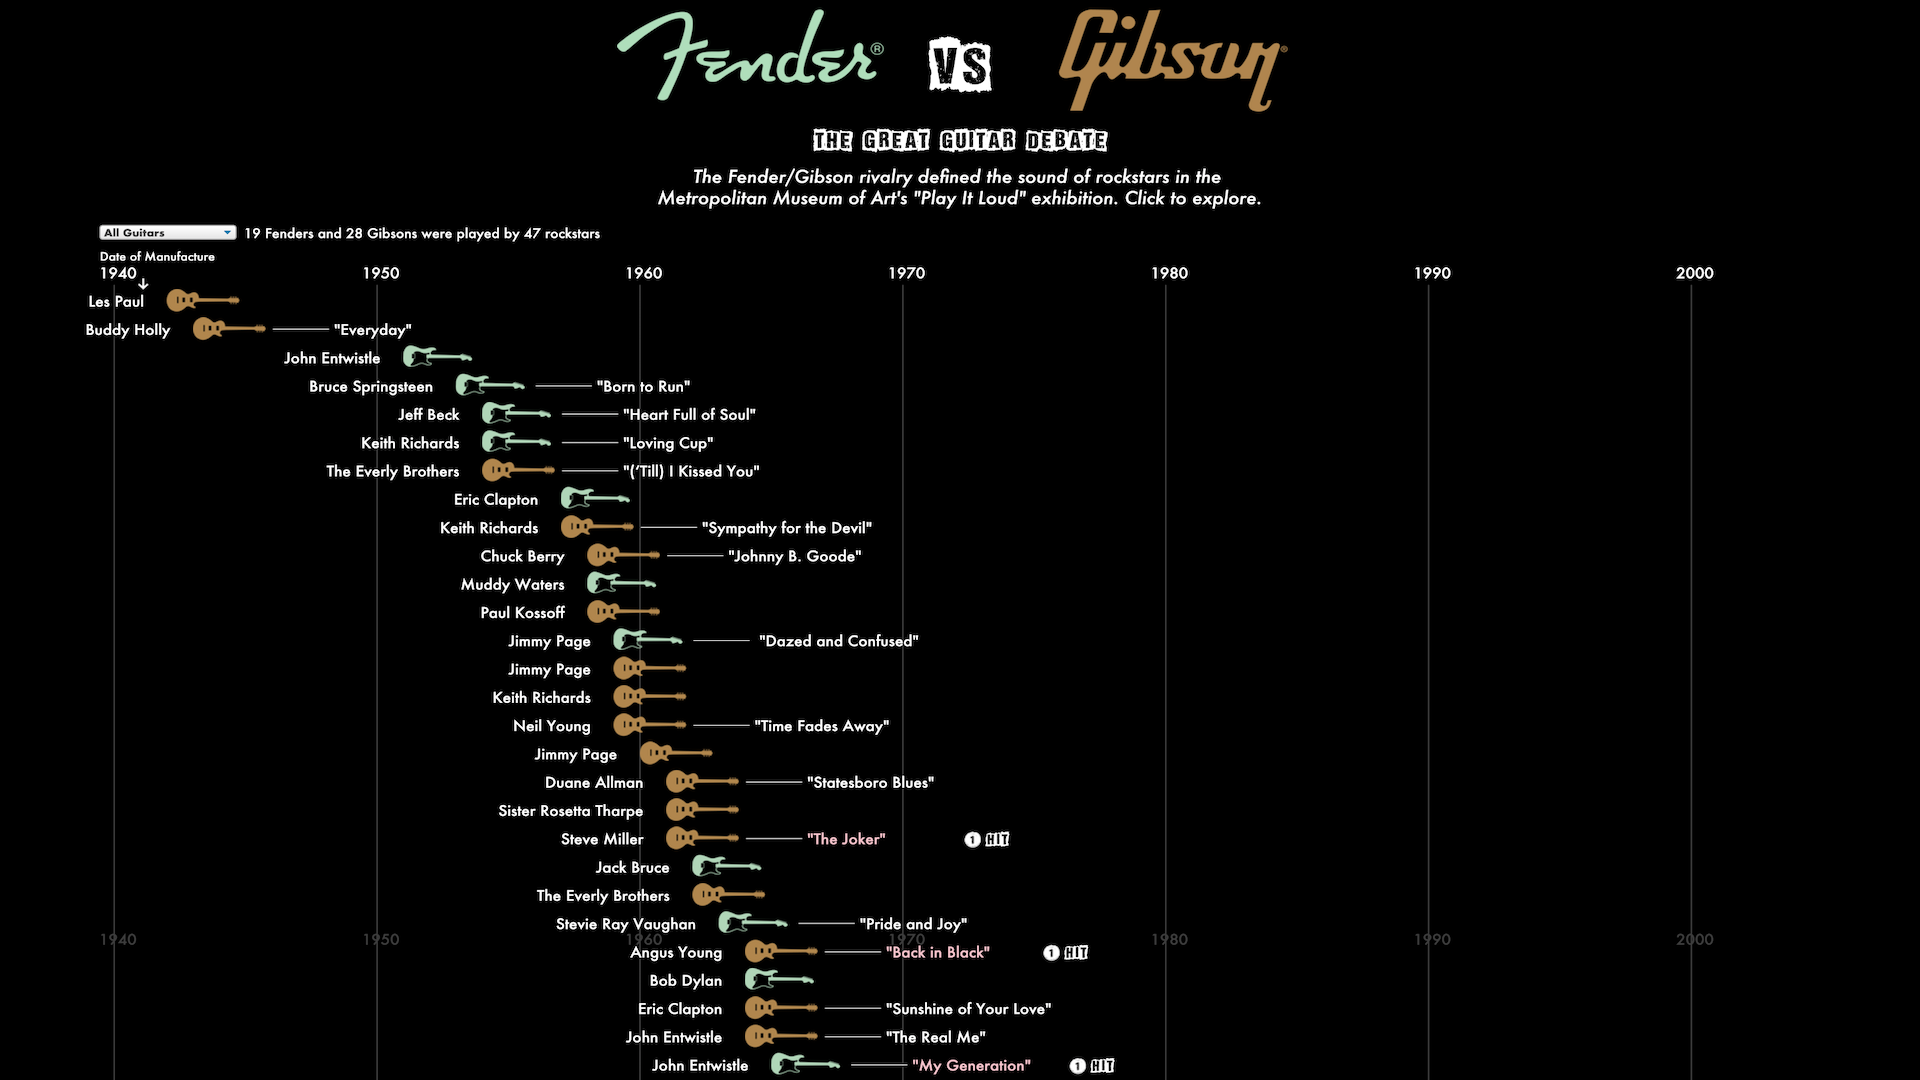 Fender®
VS
Gibson®
THE GREAT GUITAR DEBATE
The Fender/Gibson rivalry defined the sound of rockstars in the
Metropolitan Museum of Art's "Play It Loud" exhibition. Click to explore.
All Guitars 19 Fenders and 28 Gibsons were played by 47 rockstars
Date of Manufacture
1940 1950 1960 1970 1980 1990 2000
Les Paul
Buddy Holly "Everyday"
John Entwistle
Bruce Springsteen "Born to Run"
Jeff Beck "Heart Full of Soul"
Keith Richards "Loving Cup"
The Everly Brothers "(‘Till) I Kissed You"
Eric Clapton
Keith Richards "Sympathy for the Devil"
Chuck Berry "Johnny B. Goode"
Muddy Waters
Paul Kossoff
Jimmy Page "Dazed and Confused"
Jimmy Page
Keith Richards
Neil Young "Time Fades Away"
Jimmy Page
Duane Allman "Statesboro Blues"
Sister Rosetta Tharpe
Steve Miller "The Joker" 1 HIT
Jack Bruce
The Everly Brothers
Stevie Ray Vaughan "Pride and Joy"
1940 1950 1960 1970 1980 1990 2000
Angus Young "Back in Black" 1 HIT
Bob Dylan
Eric Clapton "Sunshine of Your Love"
John Entwistle "The Real Me"
John Entwistle "My Generation" 1 HIT